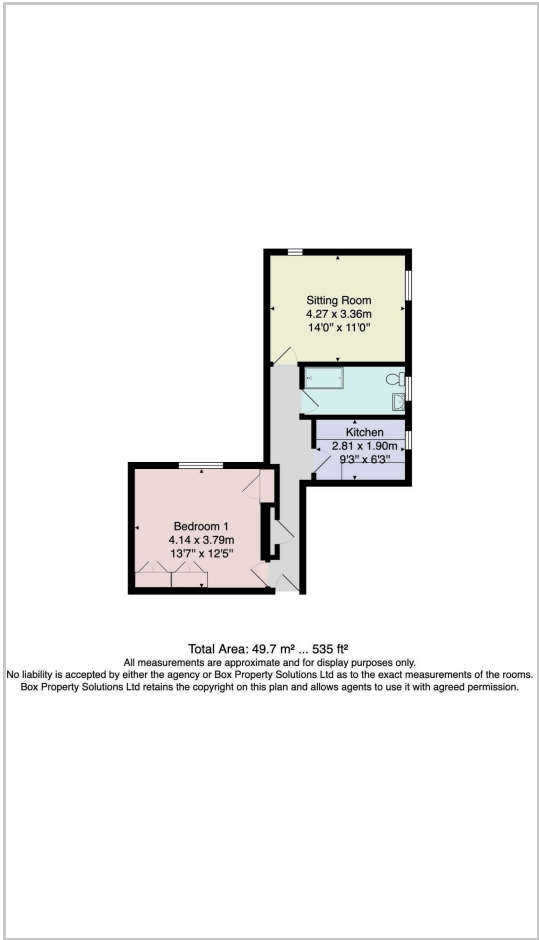 Sitting Room
4.27 x 3.36m
14'0" x 11'0"
Kitchen
2.81 x 1.90m
9'3" x 6'3"
Bedroom 1
4.14 x 3.79m
13'7" x 12'5"
Total Area: 49.7 m² ... 535 ft²
All measurements are approximate and for display purposes only.
No liability is accepted by either the agency or Box Property Solutions Ltd as to the exact measurements of the rooms.
Box Property Solutions Ltd retains the copyright on this plan and allows agents to use it with agreed permission.